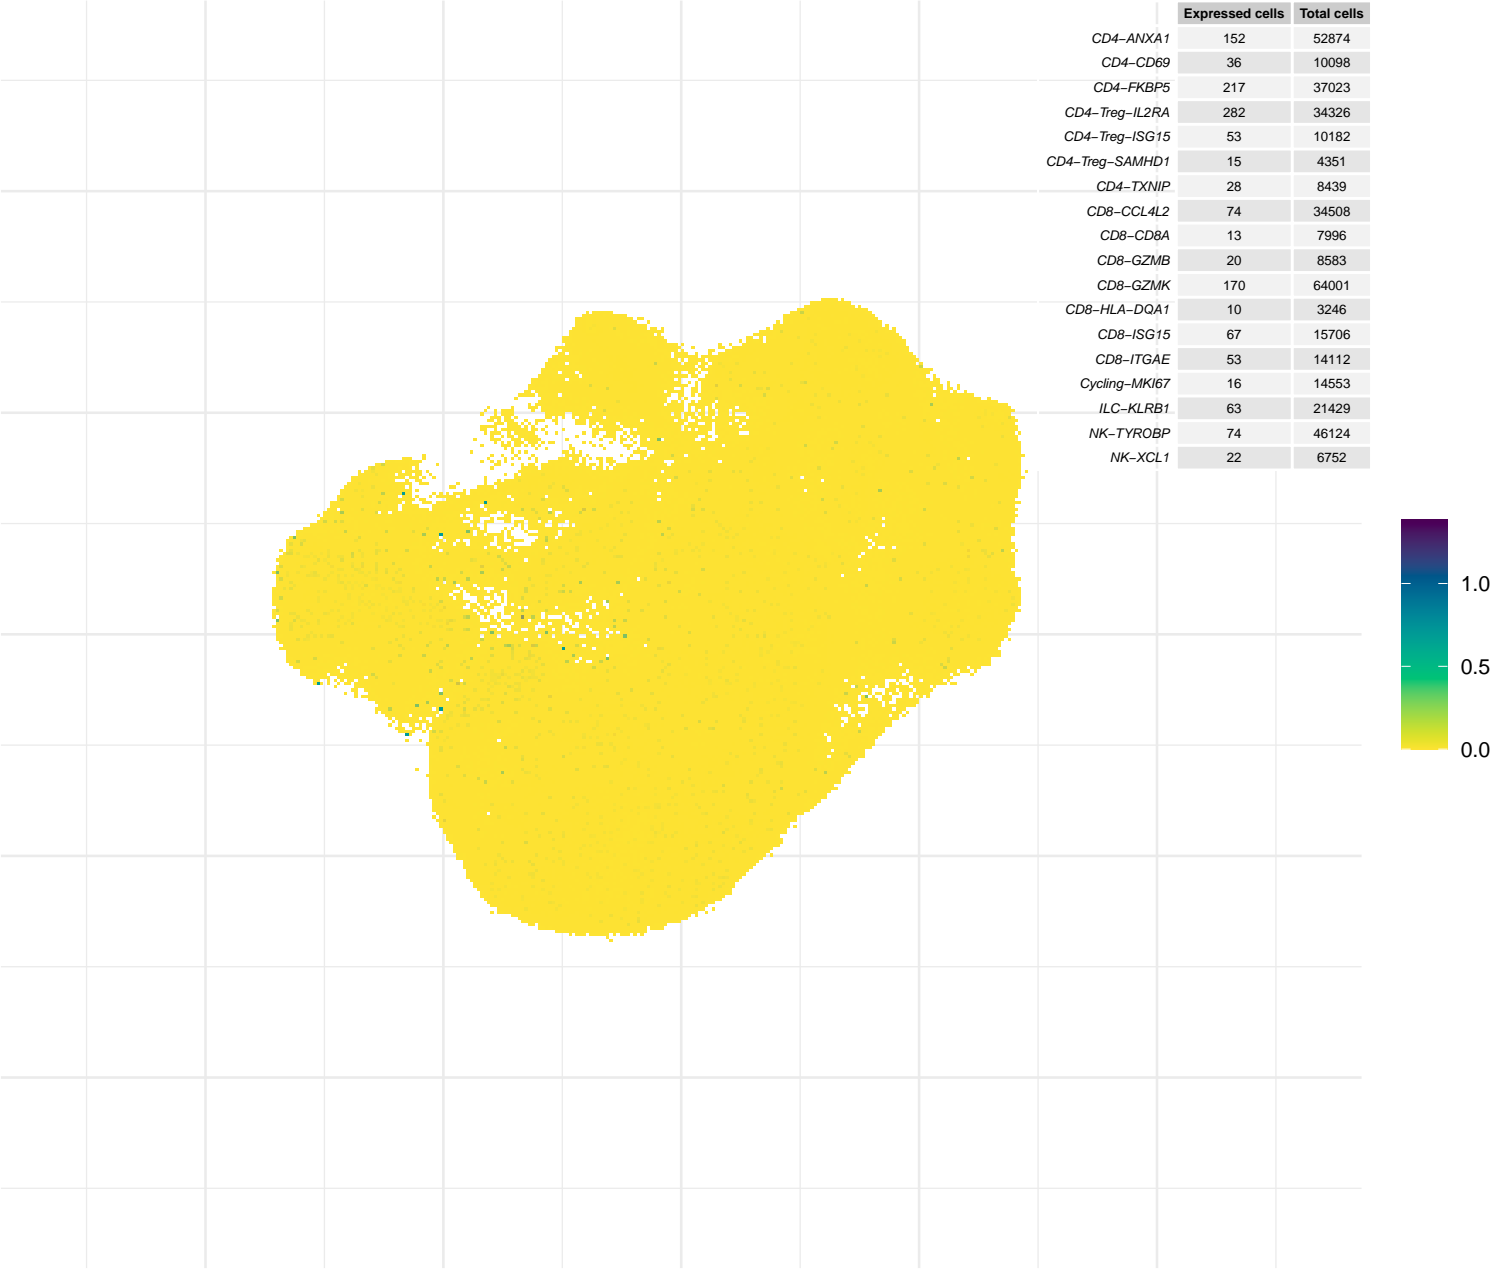 Expressed cells Total cells
CD4−ANXA1 152 52874
CD4−CD69 36 10098
CD4−FKBP5 217 37023
CD4−Treg−IL2RA 282 34326
CD4−Treg−ISG15 53 10182
CD4−Treg−SAMHD1 15 4351
CD4−TXNIP 28 8439
CD8−CCL4L2 74 34508
CD8−CD8A 13 7996
CD8−GZMB 20 8583
CD8−GZMK 170 64001
CD8−HLA−DQA1 10 3246
CD8−ISG15 67 15706
CD8−ITGAE 53 14112
Cycling−MKI67 16 14553
ILC−KLRB1 63 21429
NK−TYROBP 74 46124
NK−XCL1 22 6752
1.0
0.5
0.0